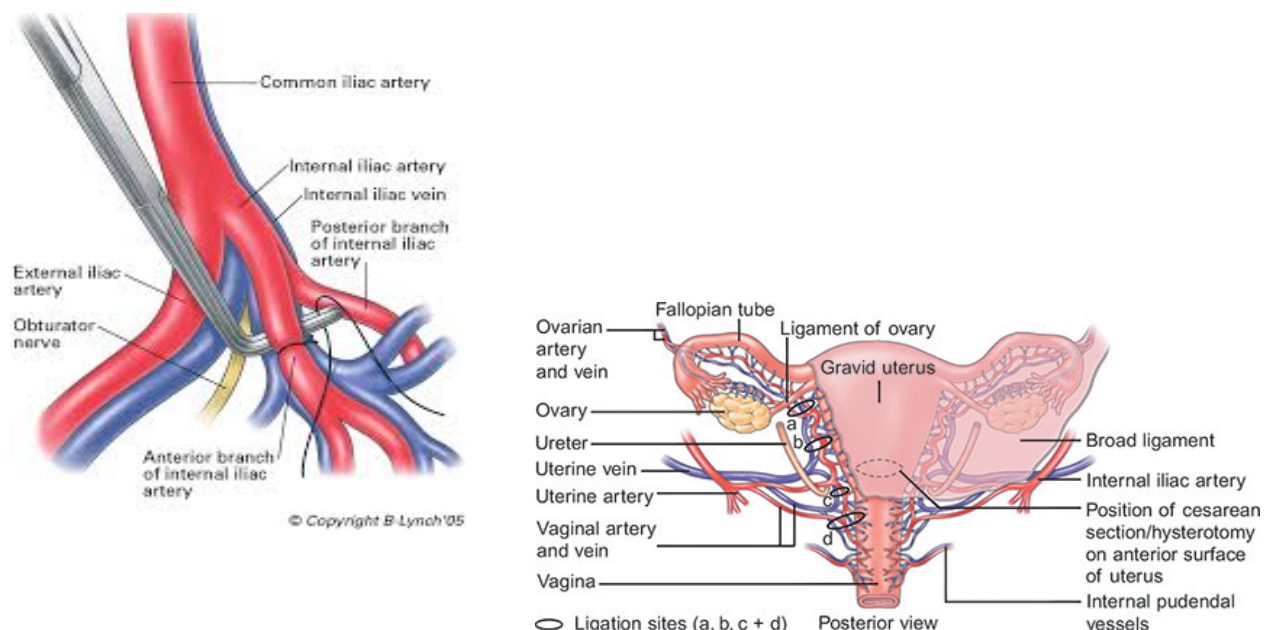 Common iliac artery
Internal iliac artery
Internal iliac vein
Posterior branch
of internal iliac
artery
External iliac
artery
Obturator
nerve
Anterior branch
of internal iliac
artery
© Copyright B-Lynch'05
Fallopian tube
Ovarian
artery
and vein
Ligament of ovary
Gravid uterus
Ovary
a
b
Ureter
Broad ligament
Uterine vein
Internal iliac artery
Uterine artery
c
Position of cesarean
section/hysterotomy
on anterior surface
of uterus
Vaginal artery
and vein
d
Vagina
Internal pudendal
vessels
Ligation sites (a, b, c + d)
Posterior view